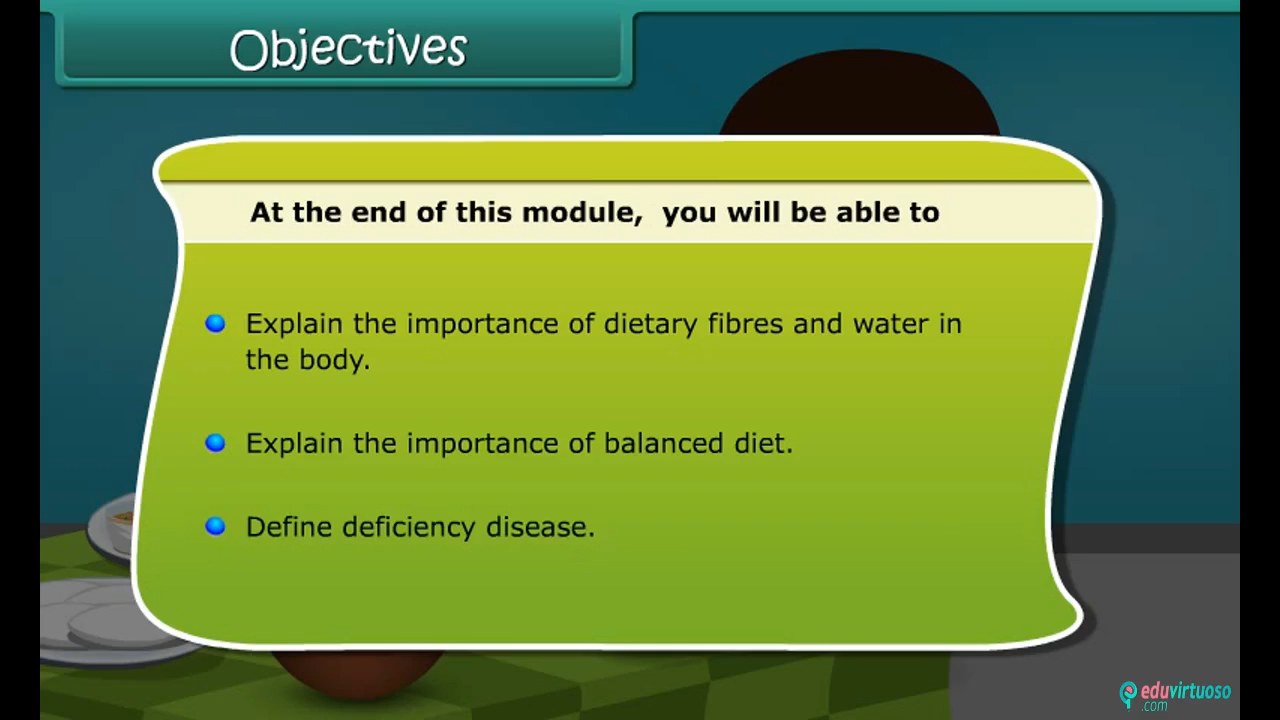 Objectives
At the end of this module, you will be able to
Explain the importance of dietary fibres and water in
the body.
Explain the importance of balanced diet.
Define deficiency disease.
eduvirtuoso
.com